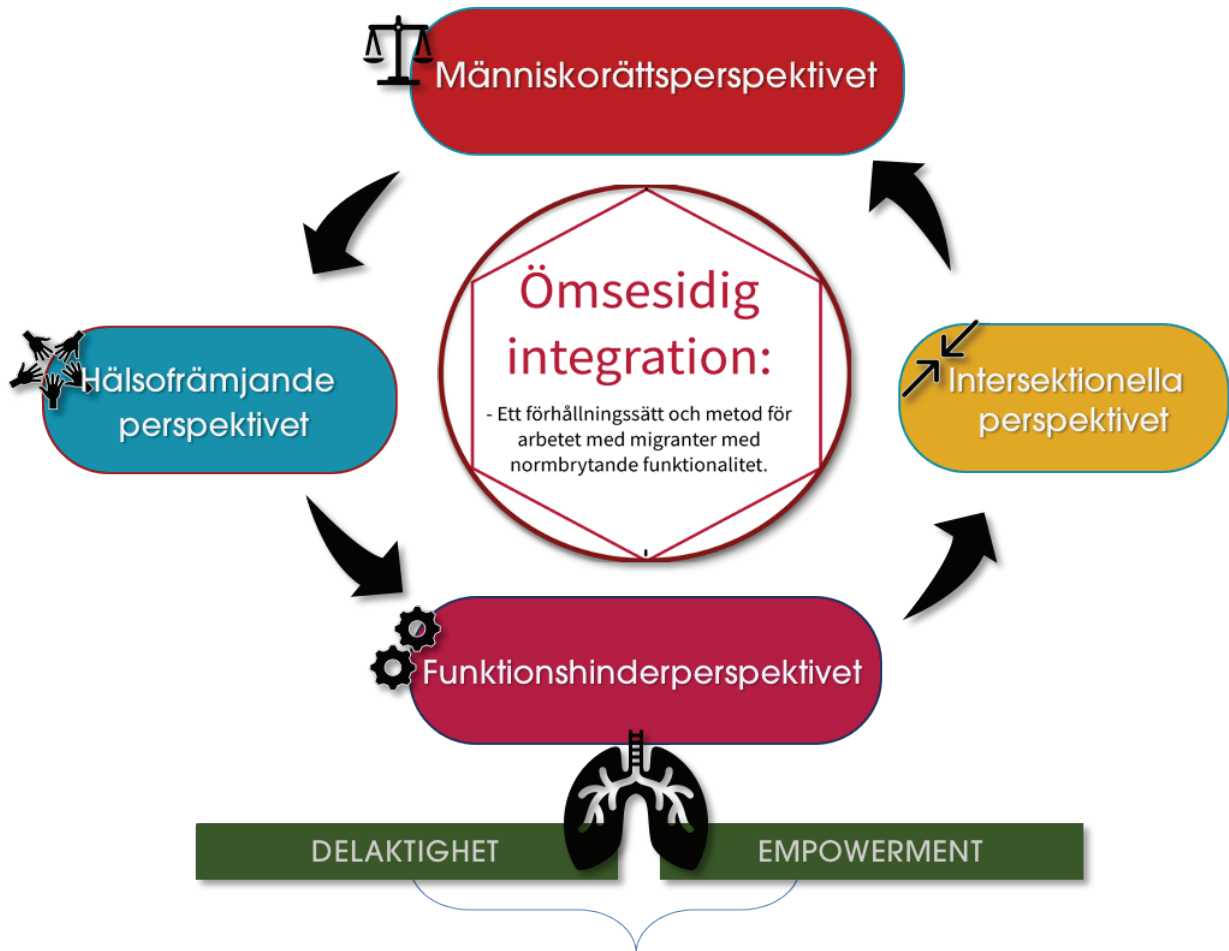 Människorättsperspektivet
Ömsesidig
integration:
- Ett förhållningssätt och metod för
arbetet med migranter med
normbrytande funktionalitet.
Hälsofrämjande
perspektivet
Intersektionella
perspektivet
Funktionshinderperspektivet
DELAKTIGHET
EMPOWERMENT